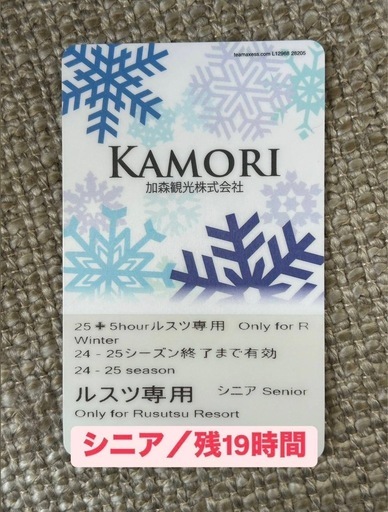 teamaxess.com L12968 26205
KAMORI
加森観光株式会社
25 + 5hourルスツ専用 Only for R
Winter
24 - 25シーズン終了まで有効
24 - 25 season
ルスツ専用 シニア Senior
Only for Rusutsu Resort
シニア／残19時間